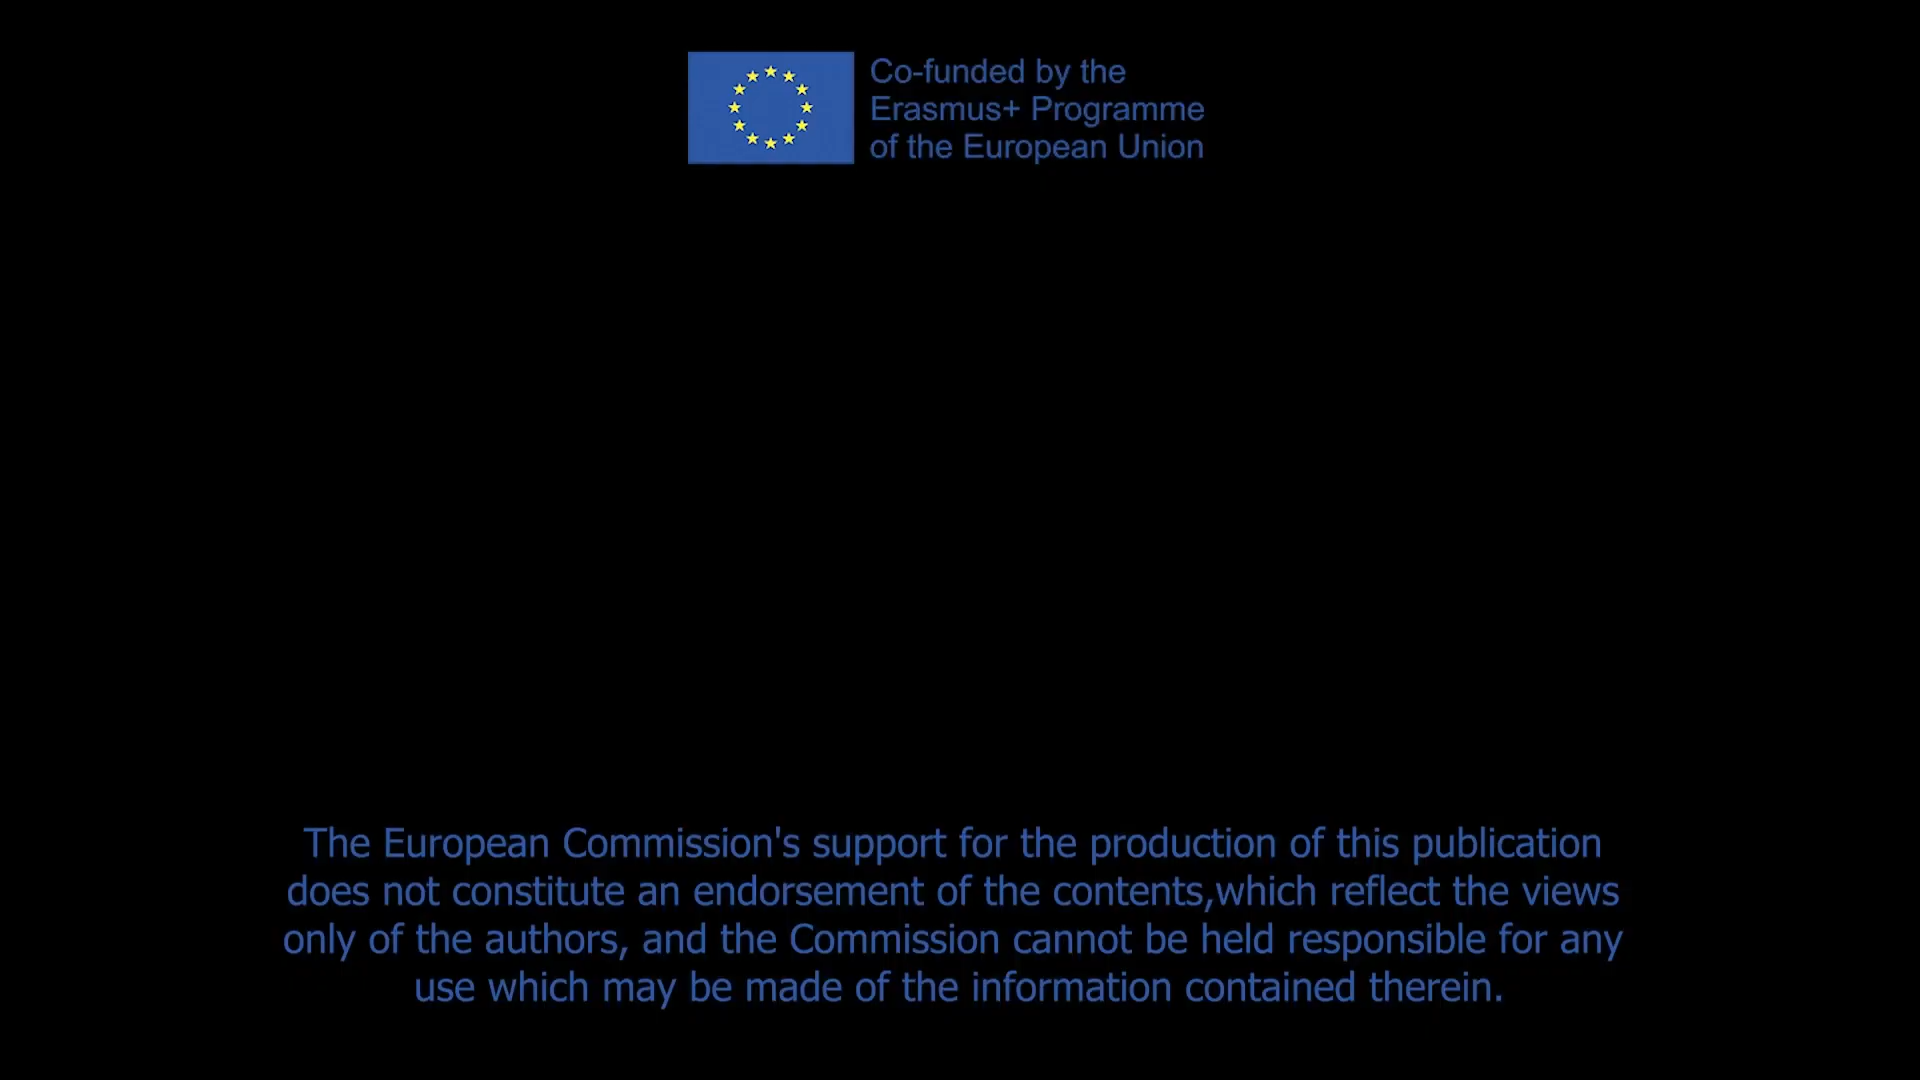 Co-funded by the
Erasmus+ Programme
of the European Union
The European Commission's support for the production of this publication
does not constitute an endorsement of the contents,which reflect the views
only of the authors, and the Commission cannot be held responsible for any
use which may be made of the information contained therein.